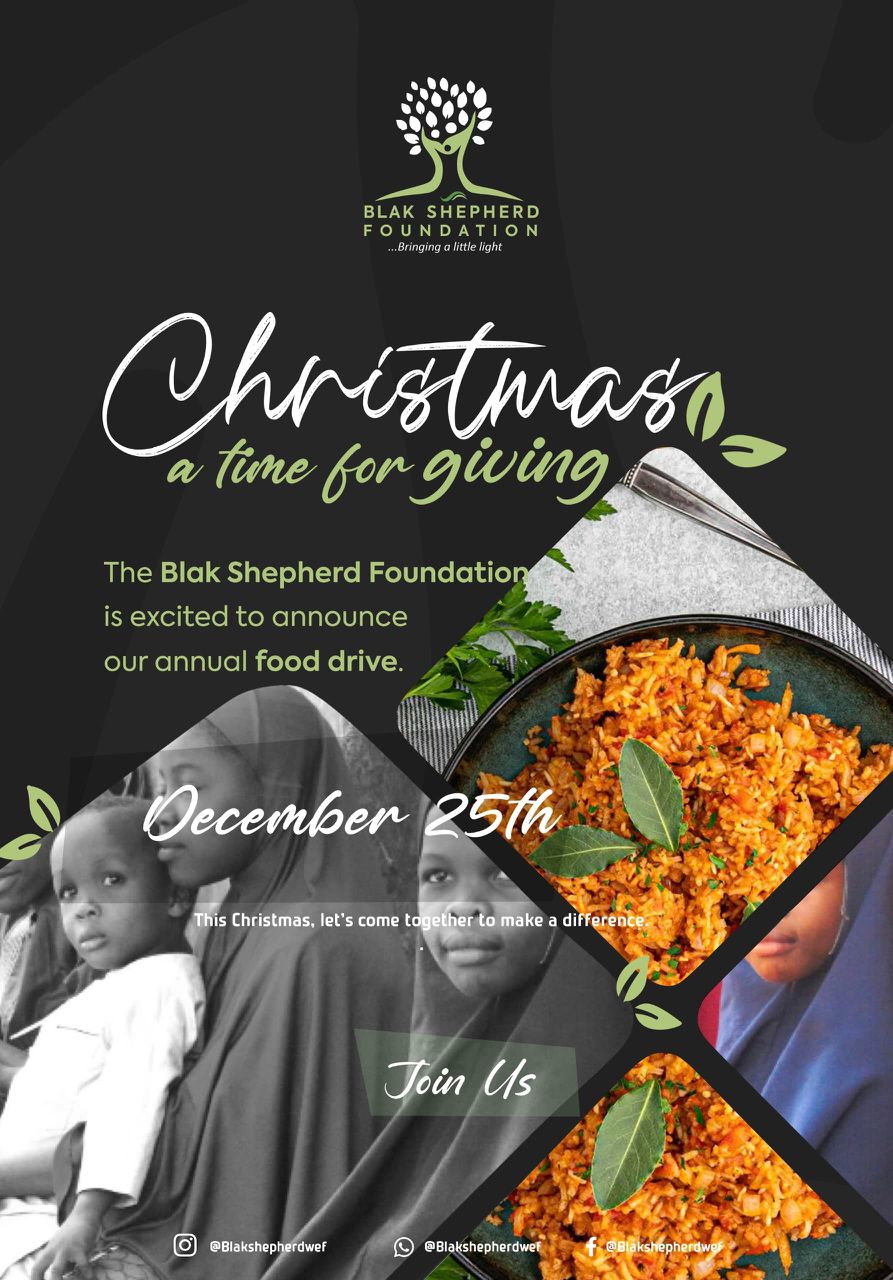 BLAK SHEPHERD
FOUNDATION
...Bringing a little light
Christmas
a time for giving
The Blak Shepherd Foundation
is excited to announce
our annual food drive.
December 25th
This Christmas, let's come together to make a difference.
.
Join Us
@Blakshepherdwef @Blakshepherdwef @Blakshepherdwef